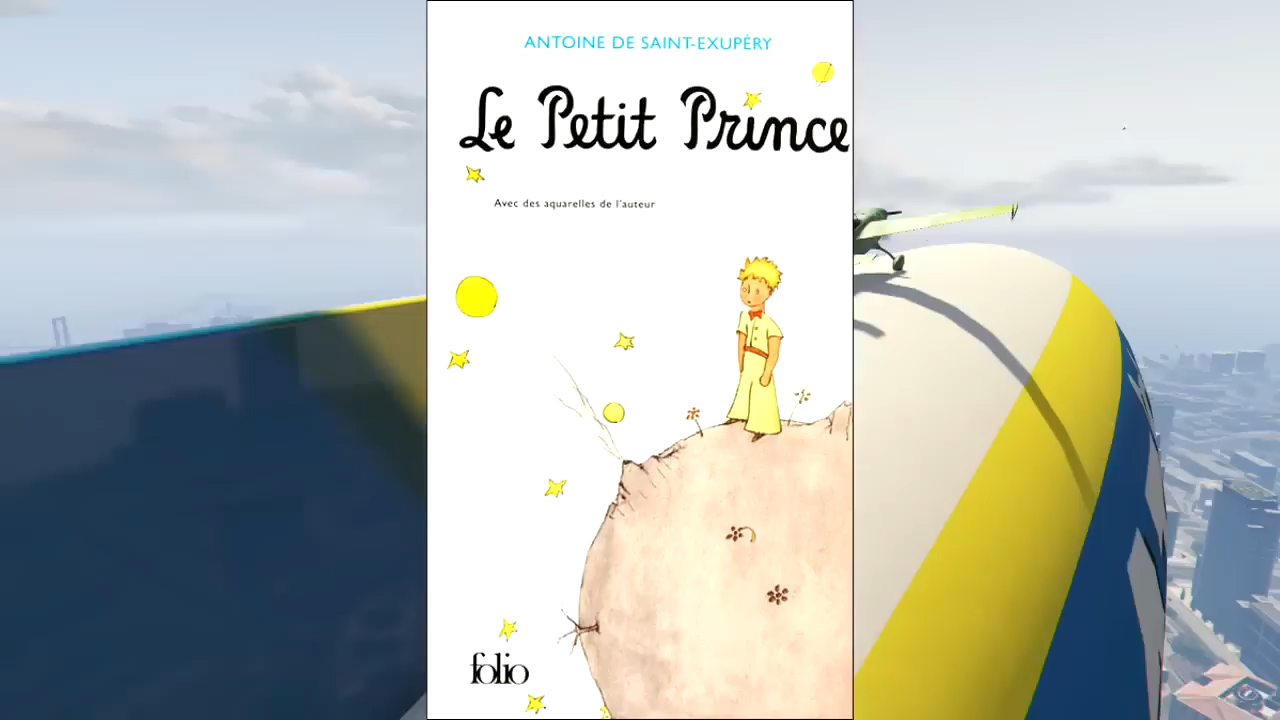 ANTOINE DE SAINT-EXUPÉRY
Le Petit Prince
Avec des aquarelles de l'auteur
folio